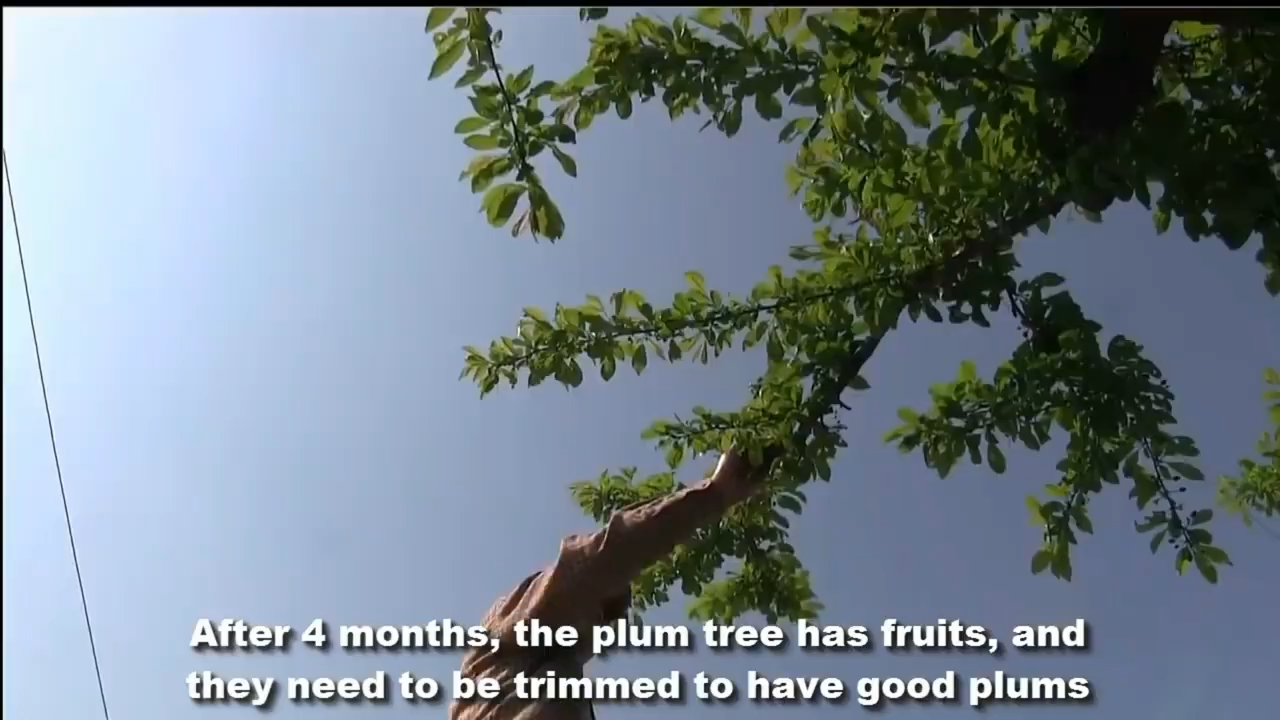 After 4 months, the plum tree has fruits, and
they need to be trimmed to have good plums